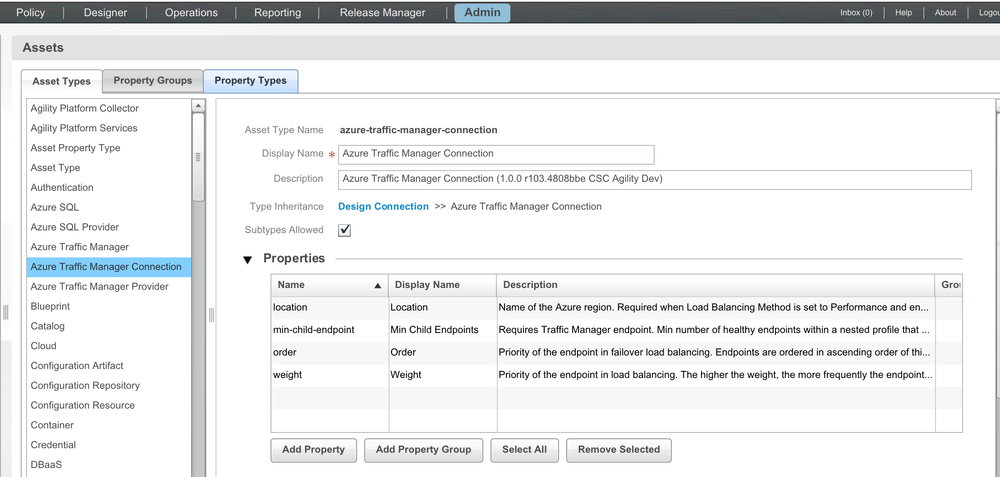 Policy Designer Operations Reporting Release Manager Admin Inbox (0) Help About Logou
Assets
Asset Types Property Groups Property Types
Agility Platform Collector
Agility Platform Services
Asset Property Type
Asset Type
Authentication
Azure SQL
Azure SQL Provider
Azure Traffic Manager
Azure Traffic Manager Connection
Azure Traffic Manager Provider
Blueprint
Catalog
Cloud
Configuration Artifact
Configuration Repository
Configuration Resource
Container
Credential
DBaaS
Asset Type Name azure-traffic-manager-connection
Display Name * Azure Traffic Manager Connection
Description Azure Traffic Manager Connection (1.0.0 r103.4808bbe CSC Agility Dev)
Type Inheritance Design Connection >> Azure Traffic Manager Connection
Subtypes Allowed
Properties
Name Display Name Description Grou
location Location Name of the Azure region. Required when Load Balancing Method is set to Performance and en...
min-child-endpoint Min Child Endpoints Requires Traffic Manager endpoint. Min number of healthy endpoints within a nested profile that ...
order Order Priority of the endpoint in failover load balancing. Endpoints are ordered in ascending order of thi...
weight Weight Priority of the endpoint in load balancing. The higher the weight, the more frequently the endpoint...
Add Property Add Property Group Select All Remove Selected